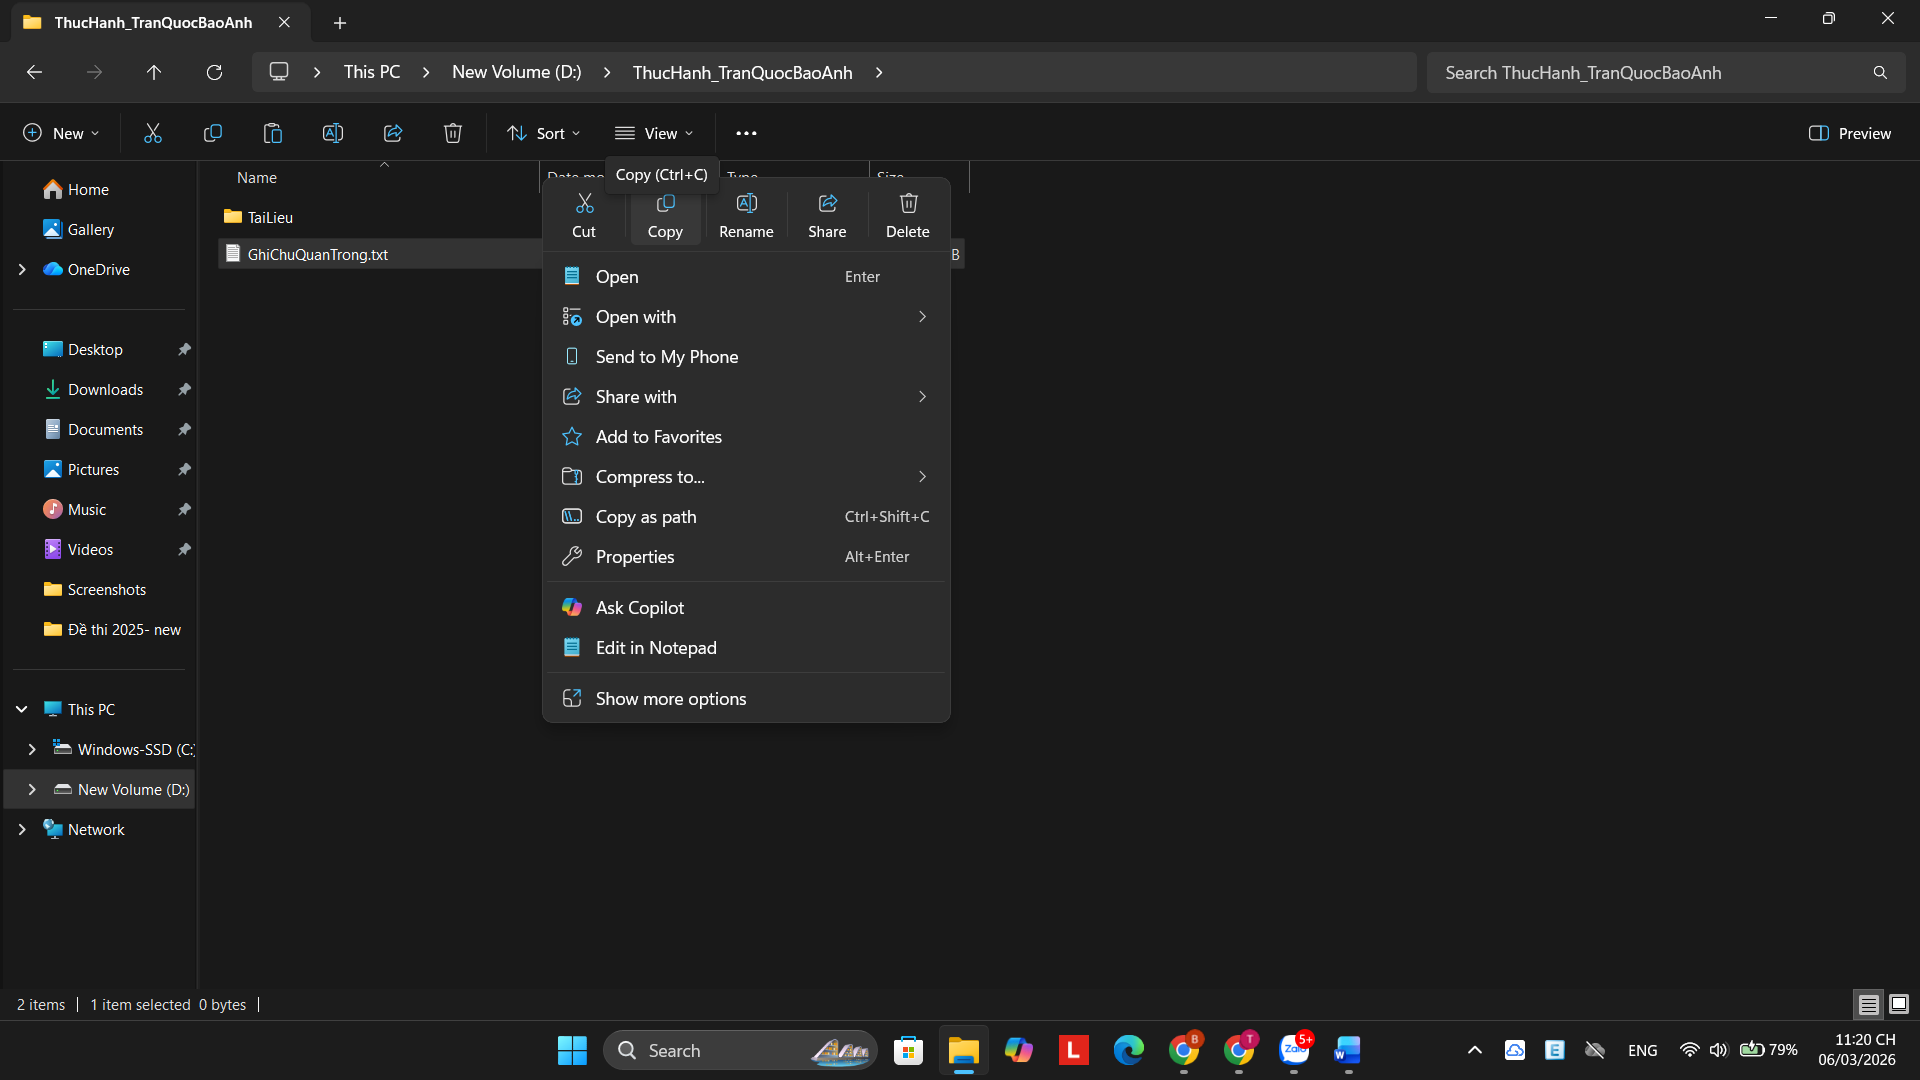 ThucHanh_TranQuocBaoAnh
This PC
New Volume (D:)
ThucHanh_TranQuocBaoAnh
Search ThucHanh_TranQuocBaoAnh
New
Sort
View
Preview
Name
Copy (Ctrl+C)
Home
Gallery
OneDrive
Desktop
Downloads
Documents
Pictures
Music
Videos
Screenshots
Đề thi 2025- new
This PC
Windows-SSD (C:)
New Volume (D:)
Network
TaiLieu
GhiChuQuanTrong.txt
B
Cut
Copy
Rename
Share
Delete
Open Enter
Open with
Send to My Phone
Share with
Add to Favorites
Compress to...
Copy as path Ctrl+Shift+C
Properties Alt+Enter
Ask Copilot
Edit in Notepad
Show more options
2 items
1 item selected 0 bytes
Search
L
B
T
Zalo
5+
W
E
ENG
79%
11:20 CH
06/03/2026